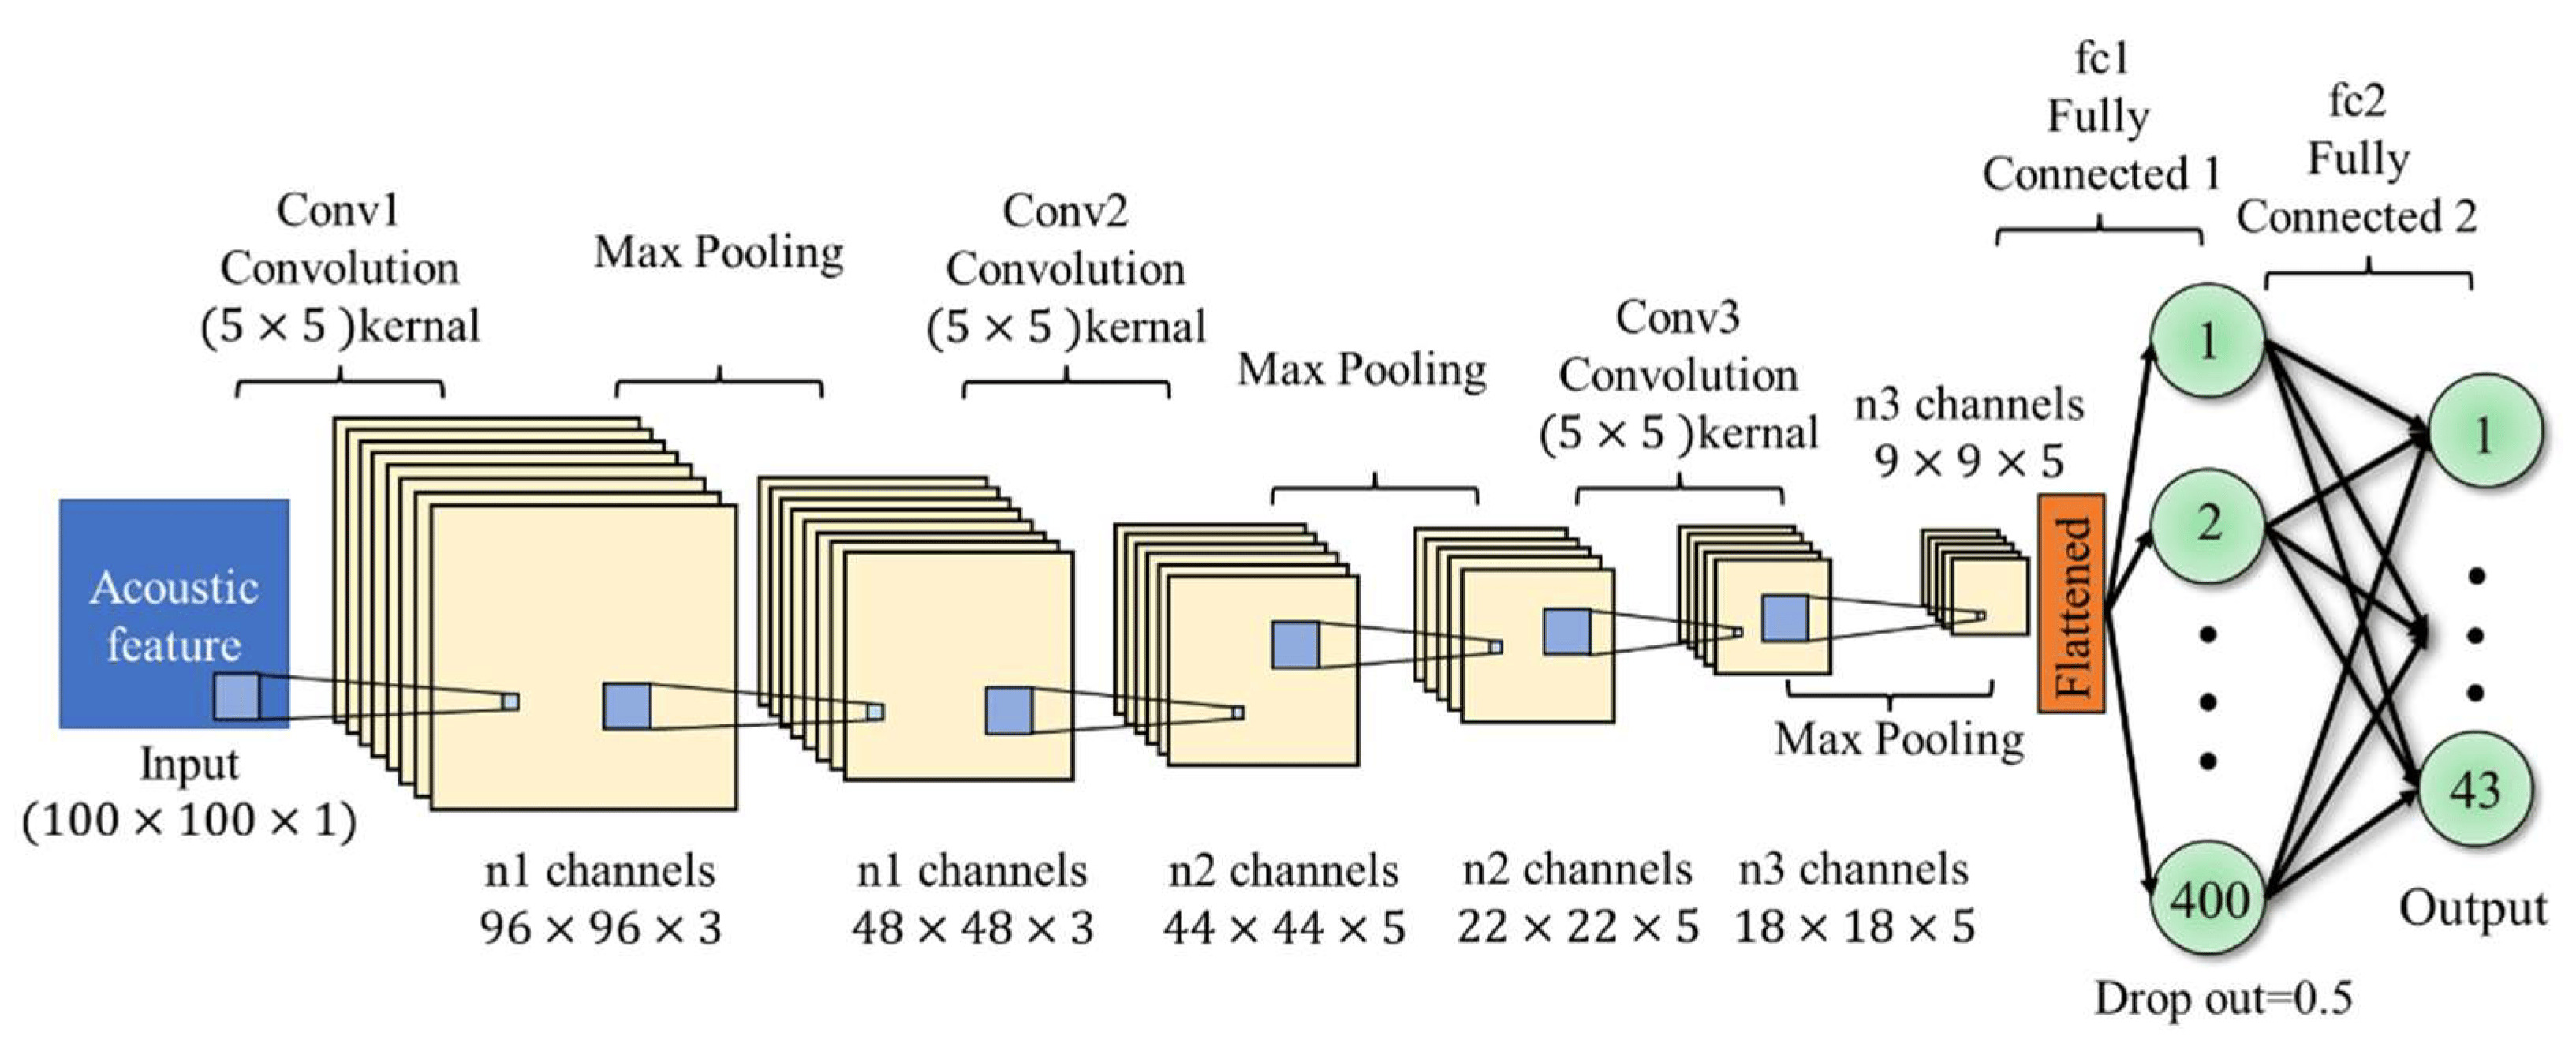 fc1
Fully
Connected 1
fc2
Fully
Connected 2
Conv1
Convolution
(5 × 5 )kernal
Max Pooling
Conv2
Convolution
(5 × 5 )kernal
Max Pooling
Conv3
Convolution
(5 × 5 )kernal
n3 channels
9 × 9 × 5
Acoustic
feature
Input
(100 × 100 × 1)
n1 channels
96 × 96 × 3
n1 channels
48 × 48 × 3
n2 channels
44 × 44 × 5
n2 channels
22 × 22 × 5
n3 channels
18 × 18 × 5
Max Pooling
Flattened
1
2
400
Drop out=0.5
1
43
Output